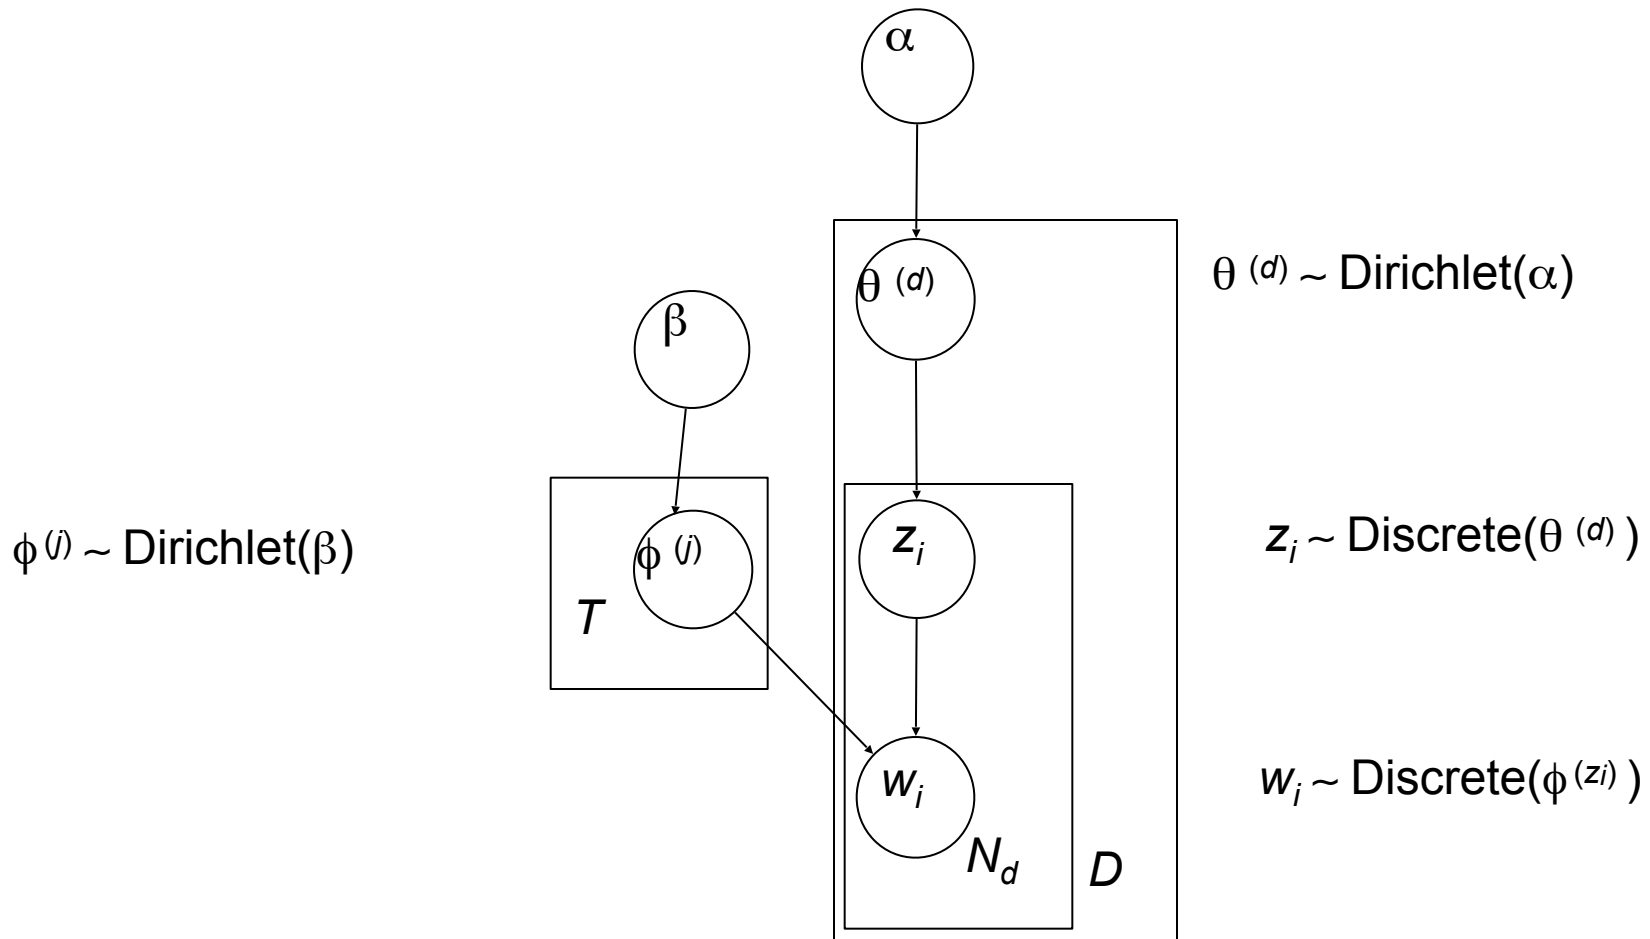 α
θ (d)
θ (d) ~ Dirichlet(α)
β
ϕ (j) ~ Dirichlet(β)
ϕ (j)
T
zi
zi ~ Discrete(θ (d) )
wi
wi ~ Discrete(ϕ (zi) )
Nd
D